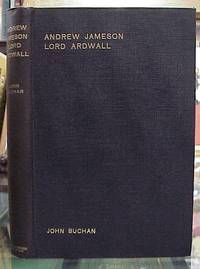 ANDREW JAMESON
LORD ARDWALL
JOHN BUCHAN
ANDREW
JAMESON
LORD
ARDWALL
JOHN
BUCHAN